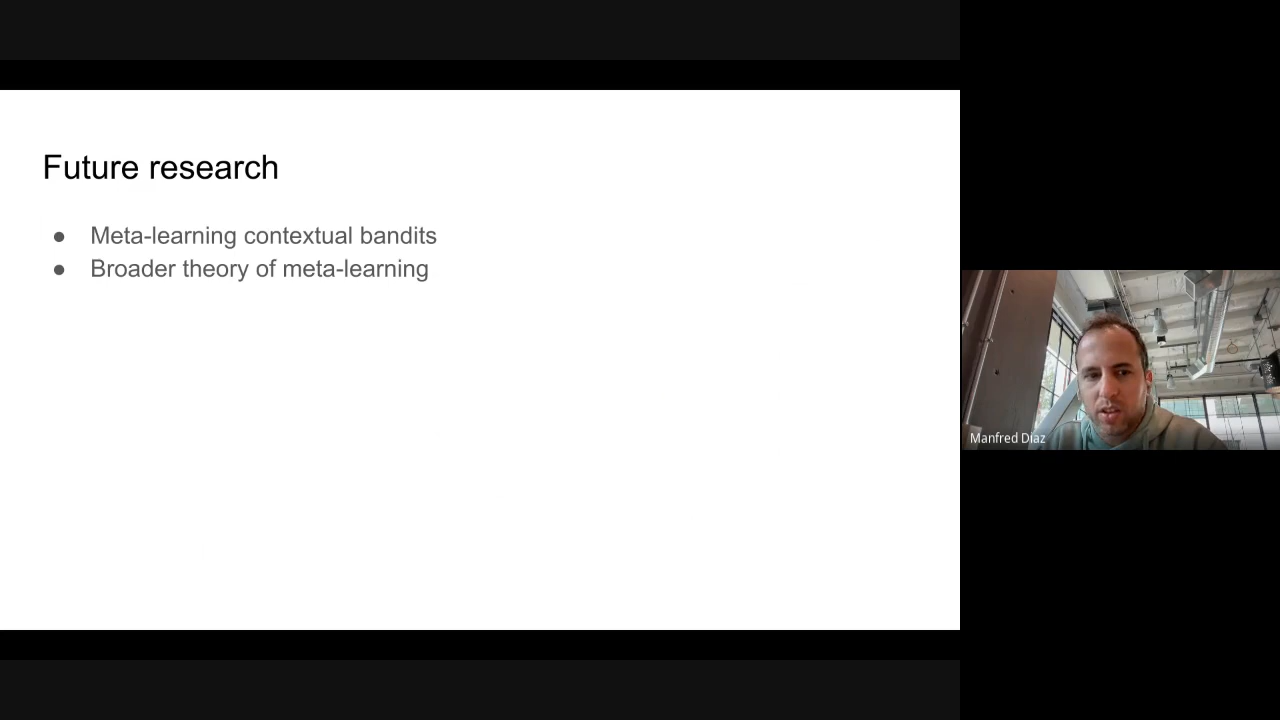 Future research
● Meta-learning contextual bandits
● Broader theory of meta-learning
Manfred Diaz